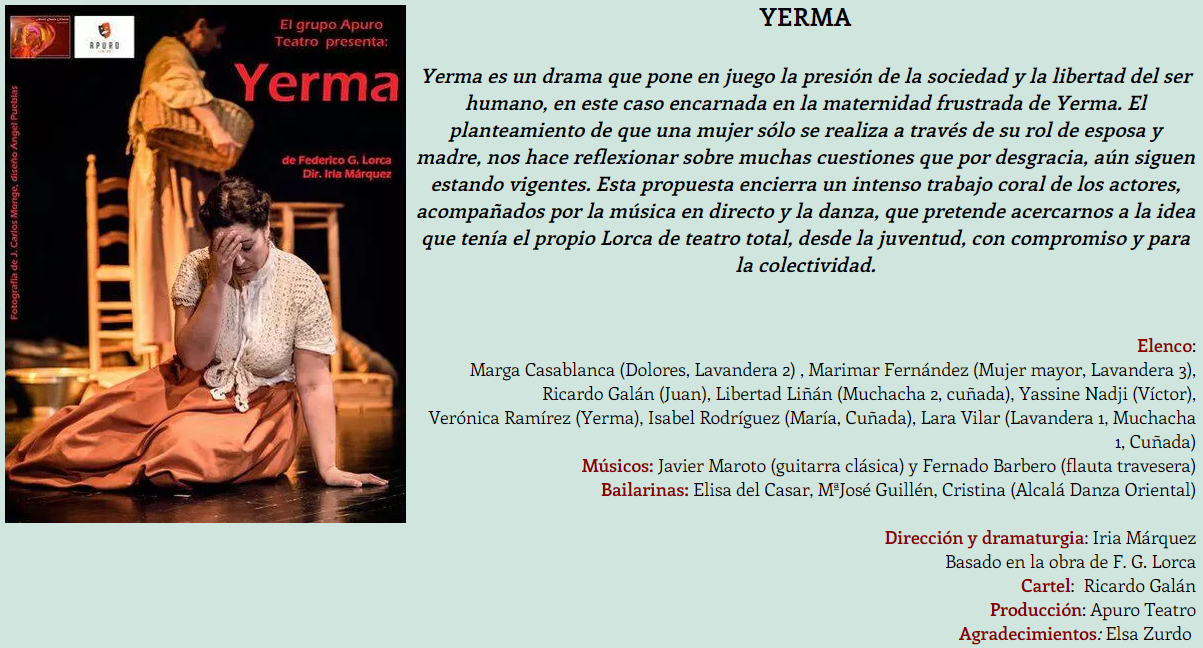 El grupo Apuro
Teatro presenta:
Yerma
de Federico G. Lorca
Dir. Iria Márquez
Fotografía de J. Carlos Monge, diseño Angel Pueblas
APURO
YERMA
Yerma es un drama que pone en juego la presión de la sociedad y la libertad del ser
humano, en este caso encarnada en la maternidad frustrada de Yerma. El
planteamiento de que una mujer sólo se realiza a través de su rol de esposa y
madre, nos hace reflexionar sobre muchas cuestiones que por desgracia, aún siguen
estando vigentes. Esta propuesta encierra un intenso trabajo coral de los actores,
acompañados por la música en directo y la danza, que pretende acercarnos a la idea
que tenía el propio Lorca de teatro total, desde la juventud, con compromiso y para
la colectividad.
Elenco:
Marga Casablanca (Dolores, Lavandera 2) , Marimar Fernández (Mujer mayor, Lavandera 3),
Ricardo Galán (Juan), Libertad Liñán (Muchacha 2, cuñada), Yassine Nadji (Víctor),
Verónica Ramírez (Yerma), Isabel Rodríguez (María, Cuñada), Lara Vilar (Lavandera 1, Muchacha
1, Cuñada)
Músicos: Javier Maroto (guitarra clásica) y Fernado Barbero (flauta travesera)
Bailarinas: Elisa del Casar, MªJosé Guillén, Cristina (Alcalá Danza Oriental)
Dirección y dramaturgia: Iria Márquez
Basado en la obra de F. G. Lorca
Cartel: Ricardo Galán
Producción: Apuro Teatro
Agradecimientos: Elsa Zurdo